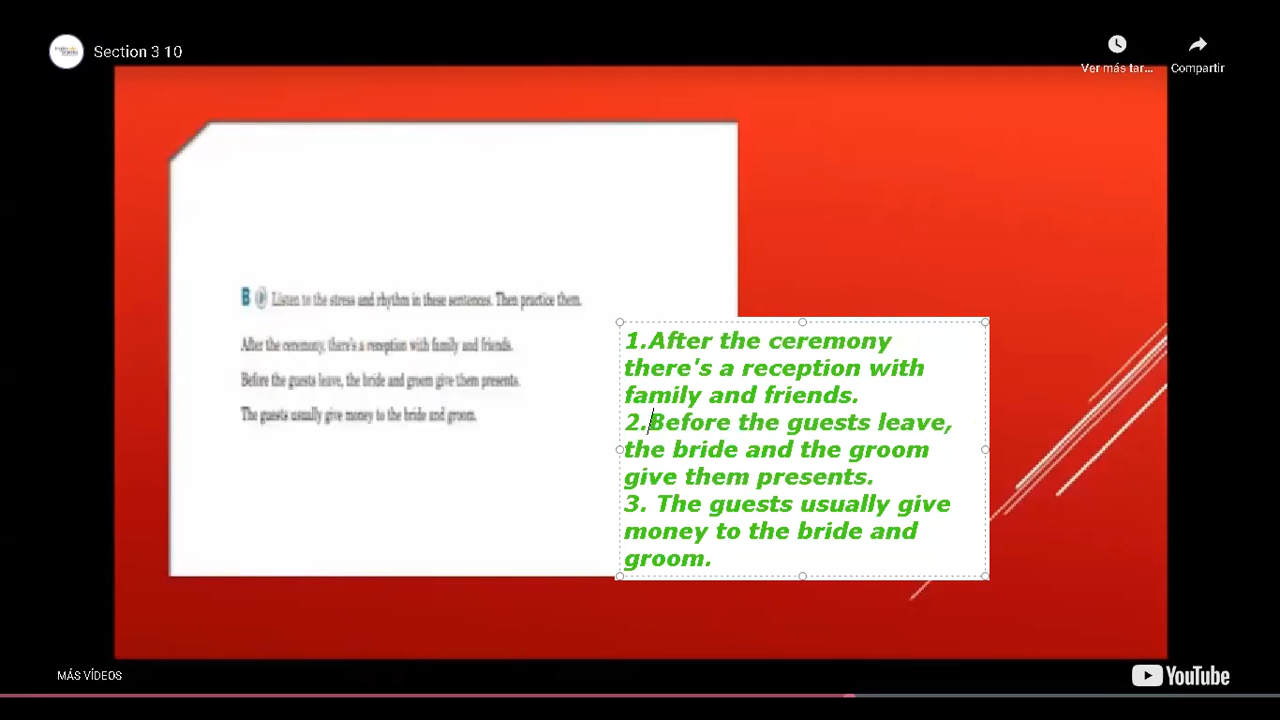 Section 3 10
Ver más tar...
Compartir
B Listen to the stress and rhythm in these sentences. Then practice them.
After the ceremony, there's a reception with family and friends.
Before the guests leave, the bride and groom give them presents.
The guests usually give money to the bride and groom.
1.After the ceremony
there's a reception with
family and friends.
2.Before the guests leave,
the bride and the groom
give them presents.
3. The guests usually give
money to the bride and
groom.
MÁS VÍDEOS
YouTube